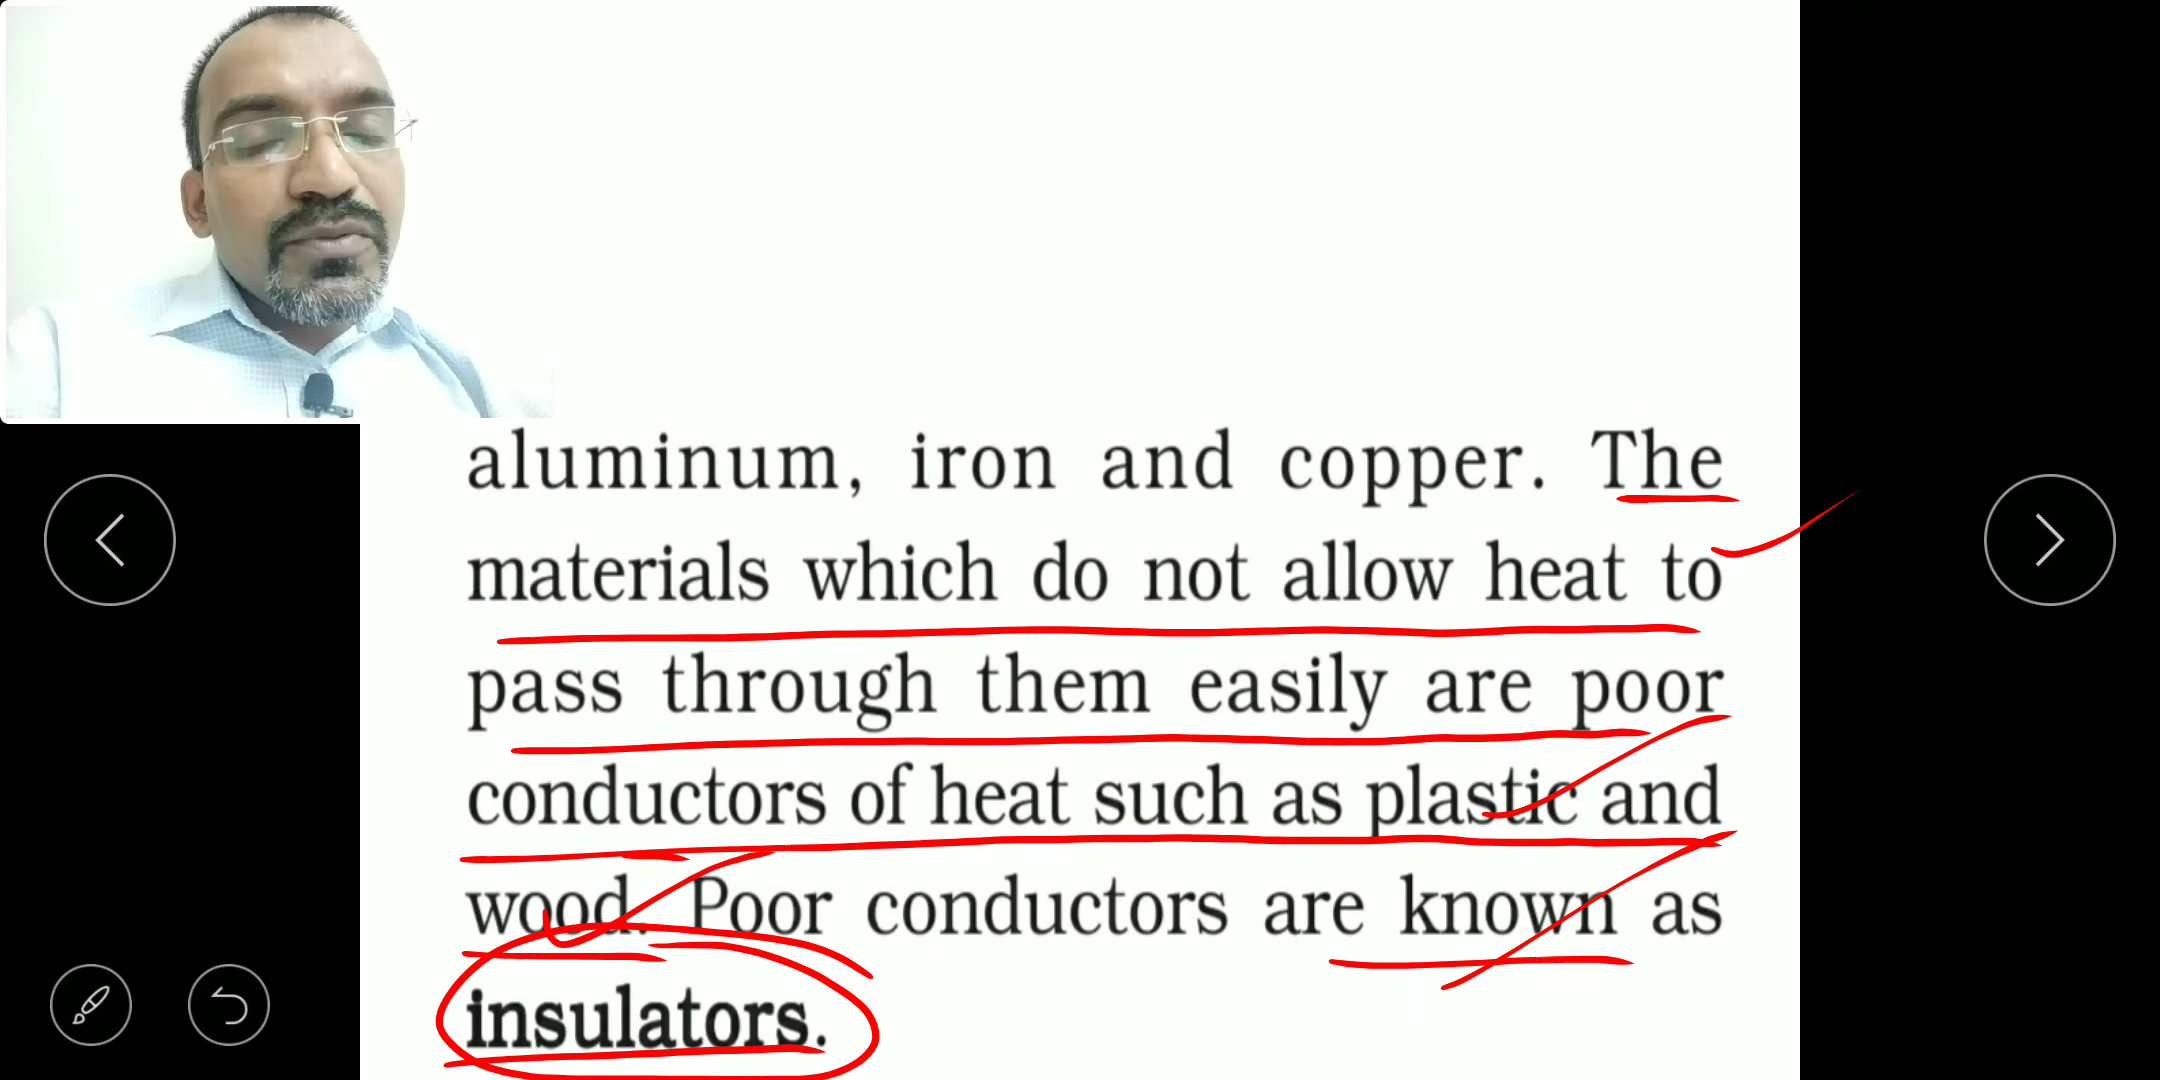 aluminum, iron and copper. The
materials which do not allow heat to
pass through them easily are poor
conductors of heat such as plastic and
wood. Poor conductors are known as
insulators.